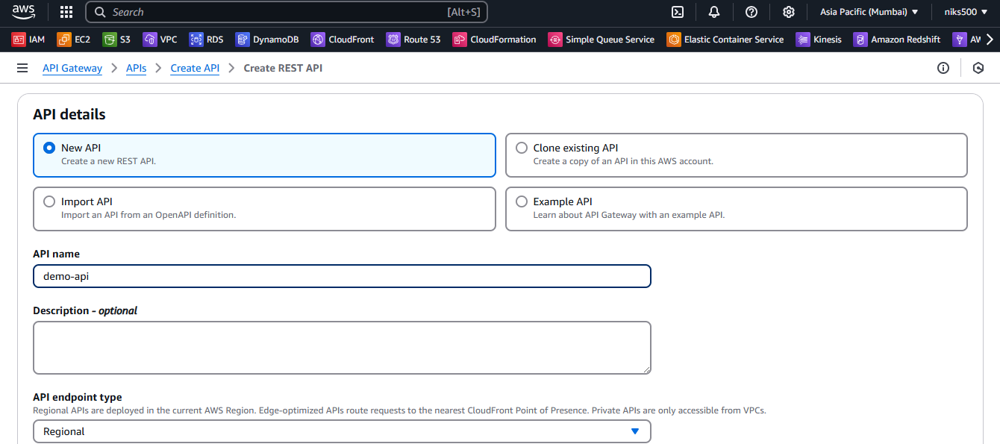 aws Search [Alt+S] Asia Pacific (Mumbai) niks500
IAM EC2 S3 VPC RDS DynamoDB CloudFront Route 53 CloudFormation Simple Queue Service Elastic Container Service Kinesis Amazon Redshift AW
API Gateway APIs Create API Create REST API
API details
New API
Create a new REST API.
Clone existing API
Create a copy of an API in this AWS account.
Import API
Import an API from an OpenAPI definition.
Example API
Learn about API Gateway with an example API.
API name
demo-api
Description - optional
API endpoint type
Regional APIs are deployed in the current AWS Region. Edge-optimized APIs route requests to the nearest CloudFront Point of Presence. Private APIs are only accessible from VPCs.
Regional